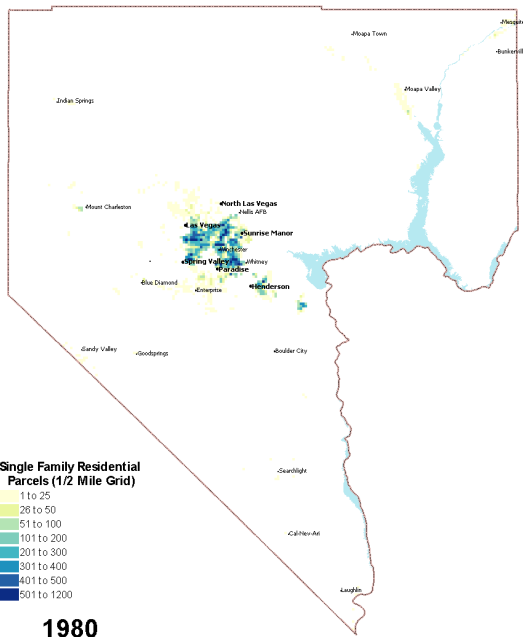 Mesquite
Moapa Town
Bunkervill
Moapa Valley
Indian Springs
Mount Charleston
North Las Vegas
Nellis AFB
Las Vegas
Sunrise Manor
Winchester
Spring Valley
Whitney
Paradise
Blue Diamond
Enterprise
Henderson
Sandy Valley
Goodsprings
Boulder City
Single Family Residential
Parcels (1/2 Mile Grid)
Searchlight
1 to 25
26 to 50
51 to 100
101 to 200
Cal-Nev-Ari
201 to 300
301 to 400
401 to 500
501 to 1200
Laughlin
1980